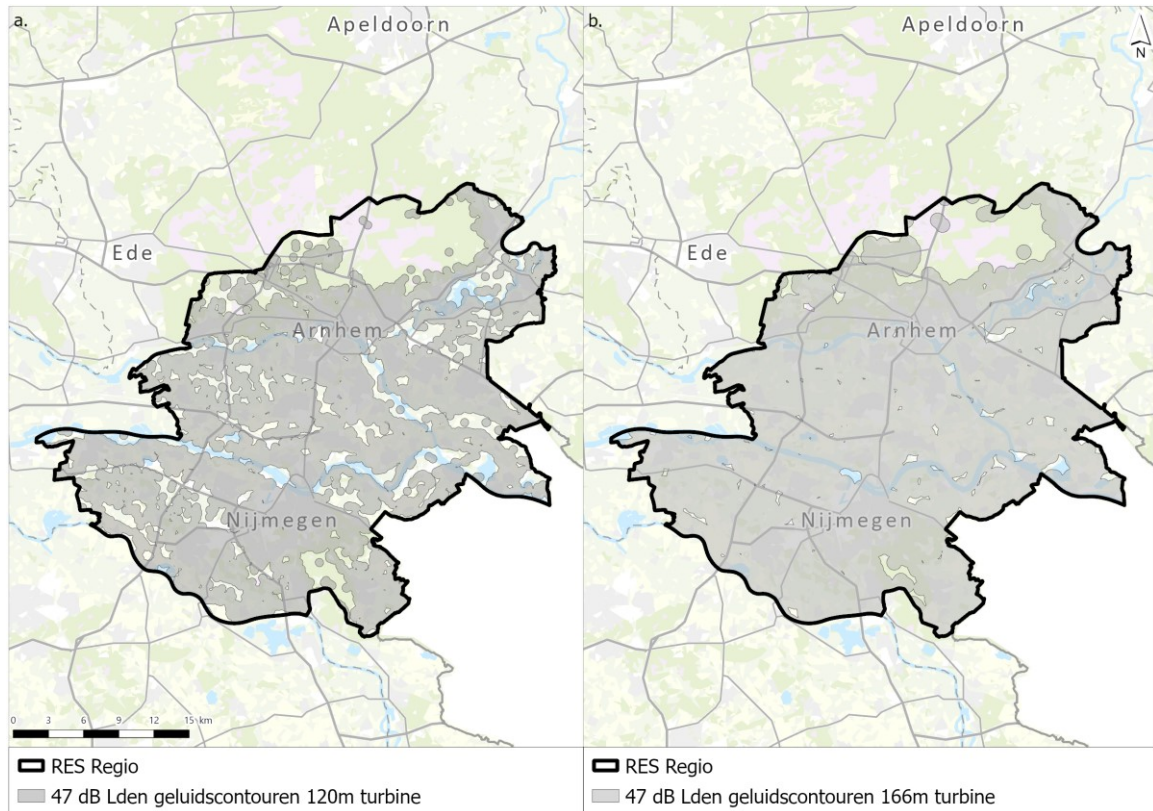 a.
Apeldoorn
Ede
Arnhem
Nijmegen
0 3 6 9 12 15 km
RES Regio
47 dB Lden geluidscontouren 120m turbine
b.
Apeldoorn
N
Ede
Arnhem
Nijmegen
RES Regio
47 dB Lden geluidscontouren 166m turbine